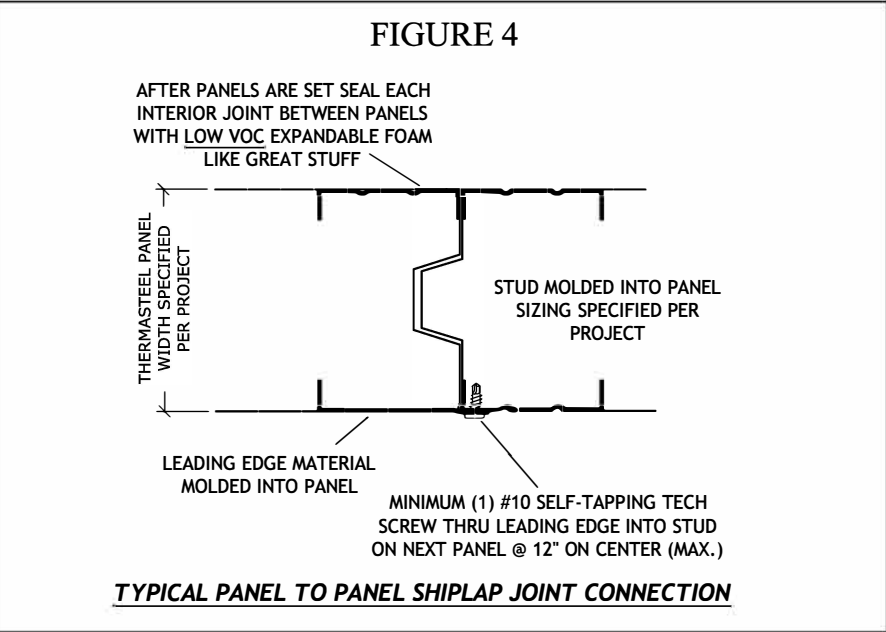 FIGURE 4
AFTER PANELS ARE SET SEAL EACH
INTERIOR JOINT BETWEEN PANELS
WITH LOW VOC EXPANDABLE FOAM
LIKE GREAT STUFF
THERMASTEEL PANEL
WIDTH SPECIFIED
PER PROJECT
STUD MOLDED INTO PANEL
SIZING SPECIFIED PER
PROJECT
LEADING EDGE MATERIAL
MOLDED INTO PANEL
MINIMUM (1) #10 SELF-TAPPING TECH
SCREW THRU LEADING EDGE INTO STUD
ON NEXT PANEL @ 12" ON CENTER (MAX.)
TYPICAL PANEL TO PANEL SHIPLAP JOINT CONNECTION